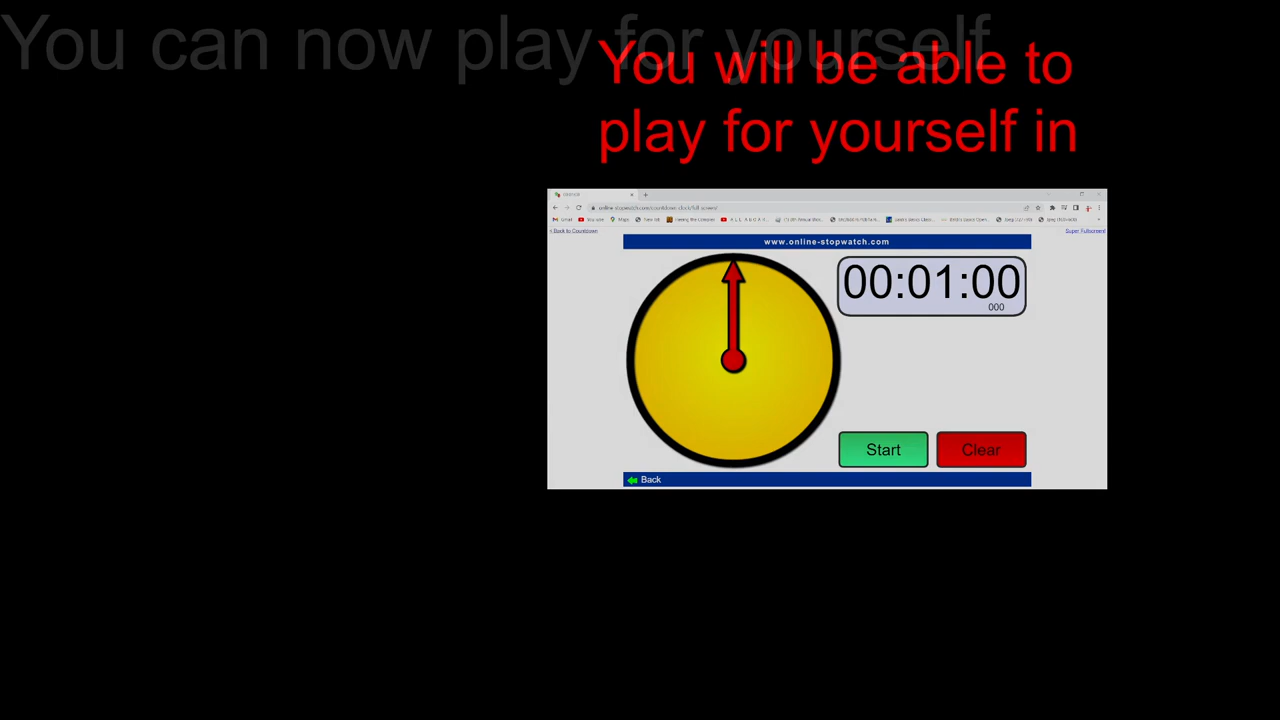 You can now play for yourself
You will be able to
play for yourself in
Back to Countdown
Super Fullscreen
www.online-stopwatch.com
00:01:00
000
Start
Clear
Back